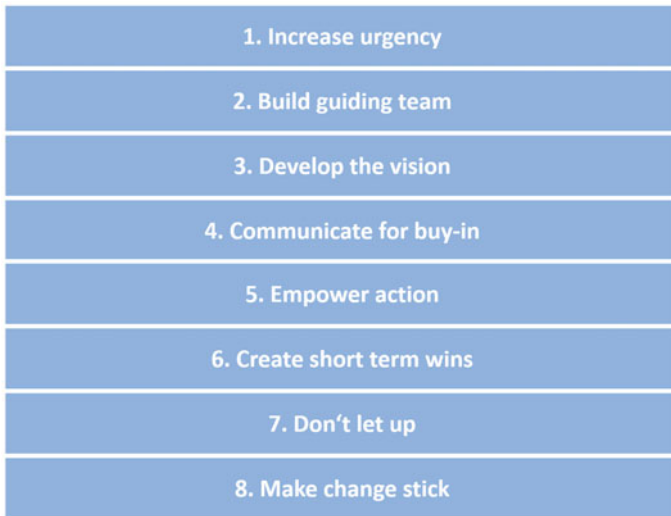 1. Increase urgency
2. Build guiding team
3. Develop the vision
4. Communicate for buy-in
5. Empower action
6. Create short term wins
7. Don‘t let up
8. Make change stick